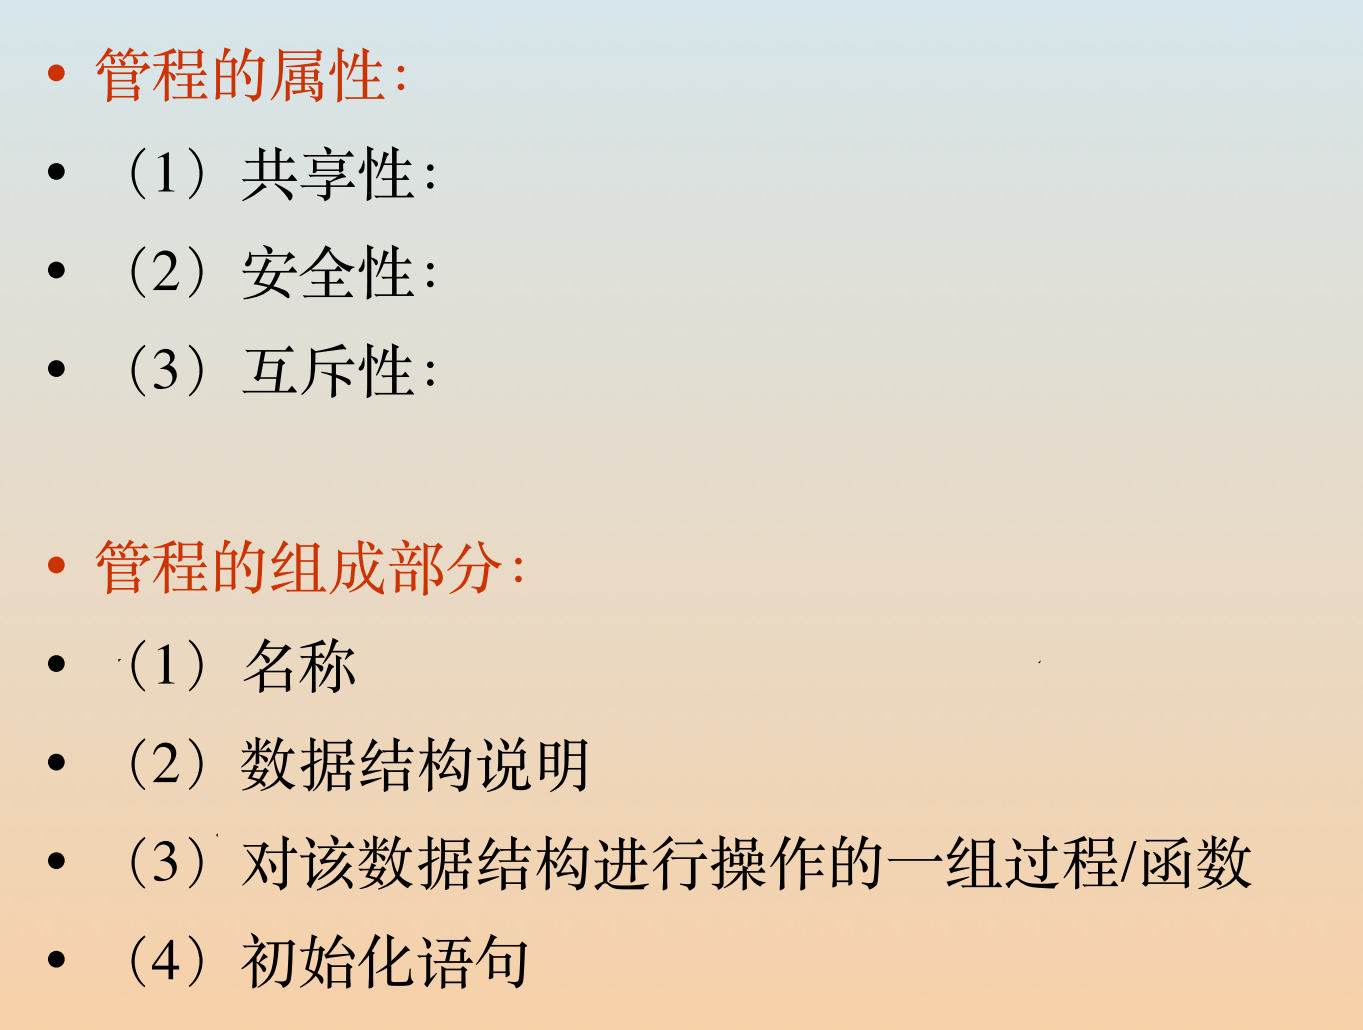 • 管程的属性：
• （1）共享性：
• （2）安全性：
• （3）互斥性：
• 管程的组成部分：
• （1）名称
• （2）数据结构说明
• （3）对该数据结构进行操作的一组过程/函数
• （4）初始化语句